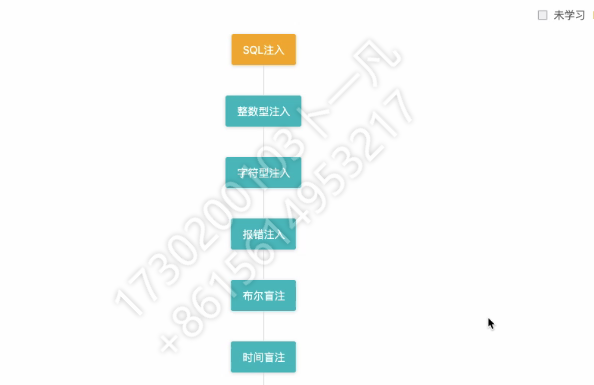 未学习
SQL注入
整数型注入
字符型注入
报错注入
布尔盲注
时间盲注
17302000103卜一凡
+8615614953217